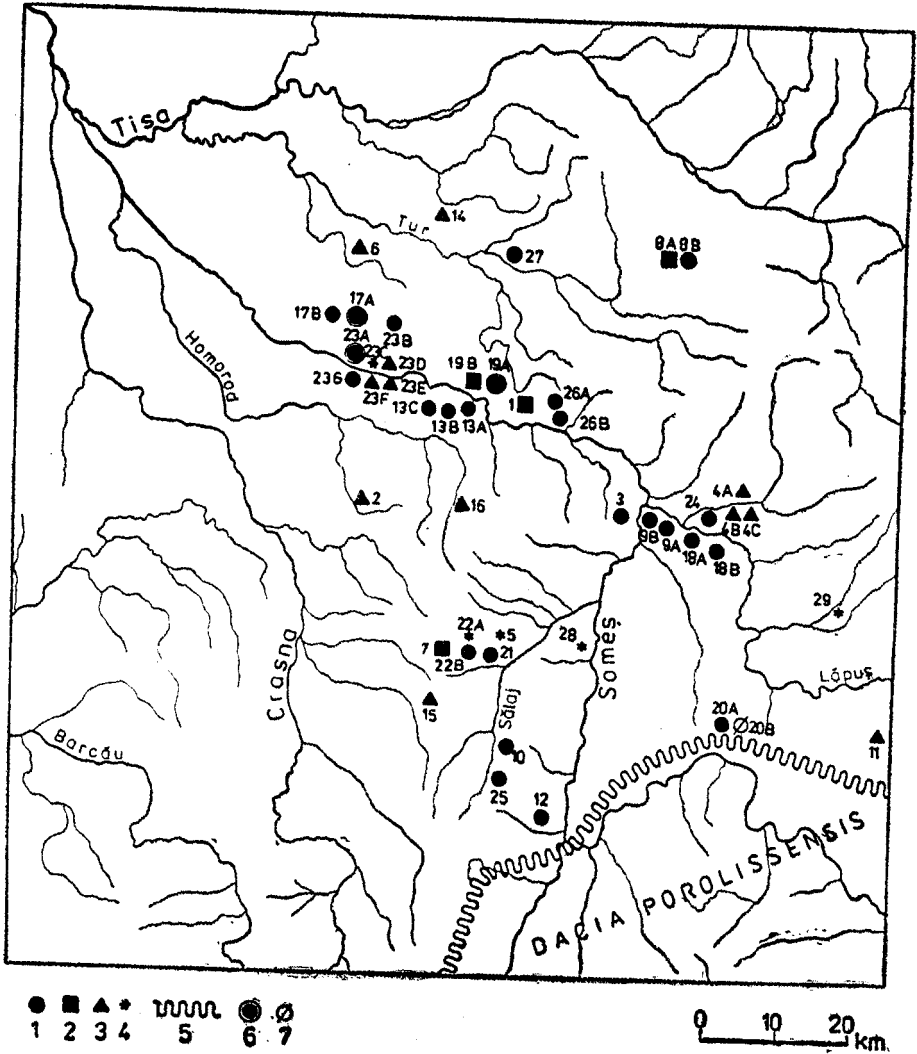 Tisa
14
Tur
6
27
8A 8B
17A
17B
23A
23B
23C
23D
Homorod
19B 19A
236
23F
23E
26A
13C
1
26B
13B 13A
2
16
3
24
4A
4B 4C
9B
9A
18A
18B
29
22A
5
28
7
22B
21
Someș
Lăpuș
Crasna
15
Sălaj
20A
Ø20B
11
Barcău
10
25
12
DACIA POROLISSENSIS
1 2 3 4 5 6 7
0 10 20 km.